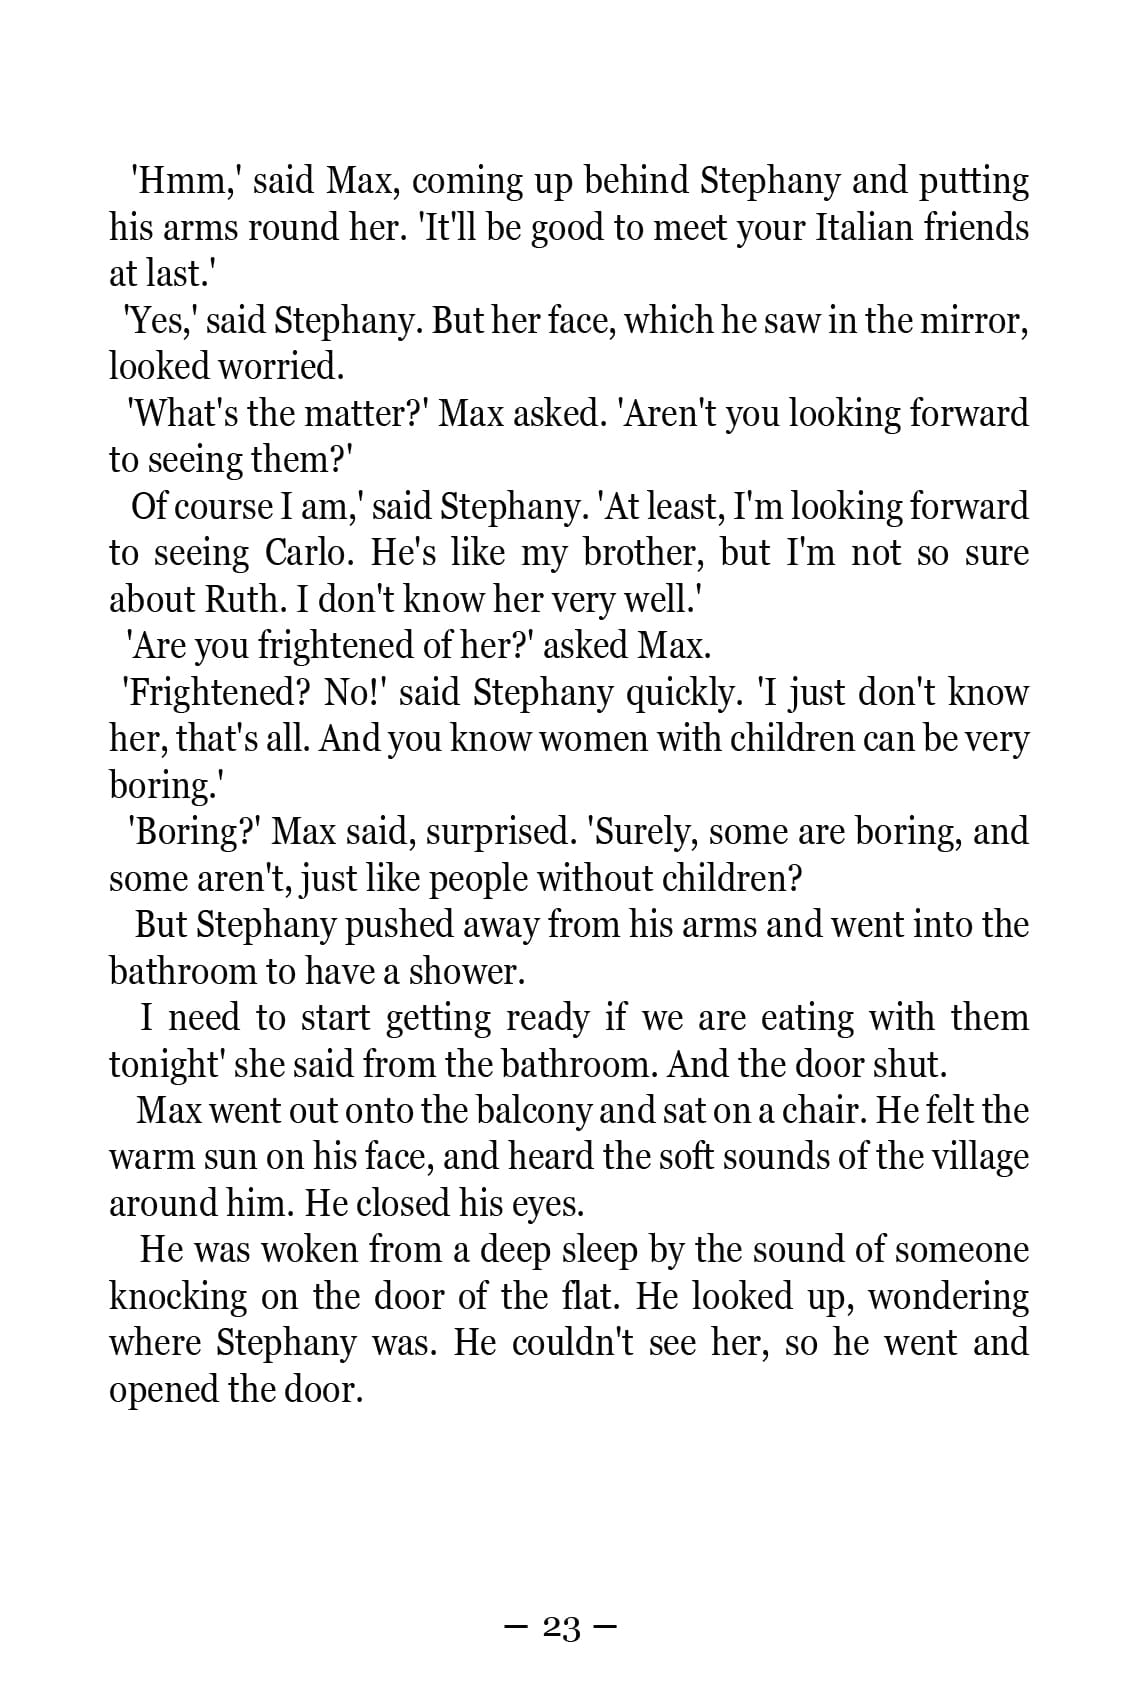 'Hmm,' said Max, coming up behind Stephany and putting
his arms round her. 'It'll be good to meet your Italian friends
at last.'
'Yes,' said Stephany. But her face, which he saw in the mirror,
looked worried.
'What's the matter?' Max asked. 'Aren't you looking forward
to seeing them?'
Of course I am,' said Stephany. 'At least, I'm looking forward
to seeing Carlo. He's like my brother, but I'm not so sure
about Ruth. I don't know her very well.'
'Are you frightened of her?' asked Max.
'Frightened? No!' said Stephany quickly. 'I just don't know
her, that's all. And you know women with children can be very
boring.'
'Boring?' Max said, surprised. 'Surely, some are boring, and
some aren't, just like people without children?
But Stephany pushed away from his arms and went into the
bathroom to have a shower.
I need to start getting ready if we are eating with them
tonight' she said from the bathroom. And the door shut.
Max went out onto the balcony and sat on a chair. He felt the
warm sun on his face, and heard the soft sounds of the village
around him. He closed his eyes.
He was woken from a deep sleep by the sound of someone
knocking on the door of the flat. He looked up, wondering
where Stephany was. He couldn't see her, so he went and
opened the door.
– 23 –